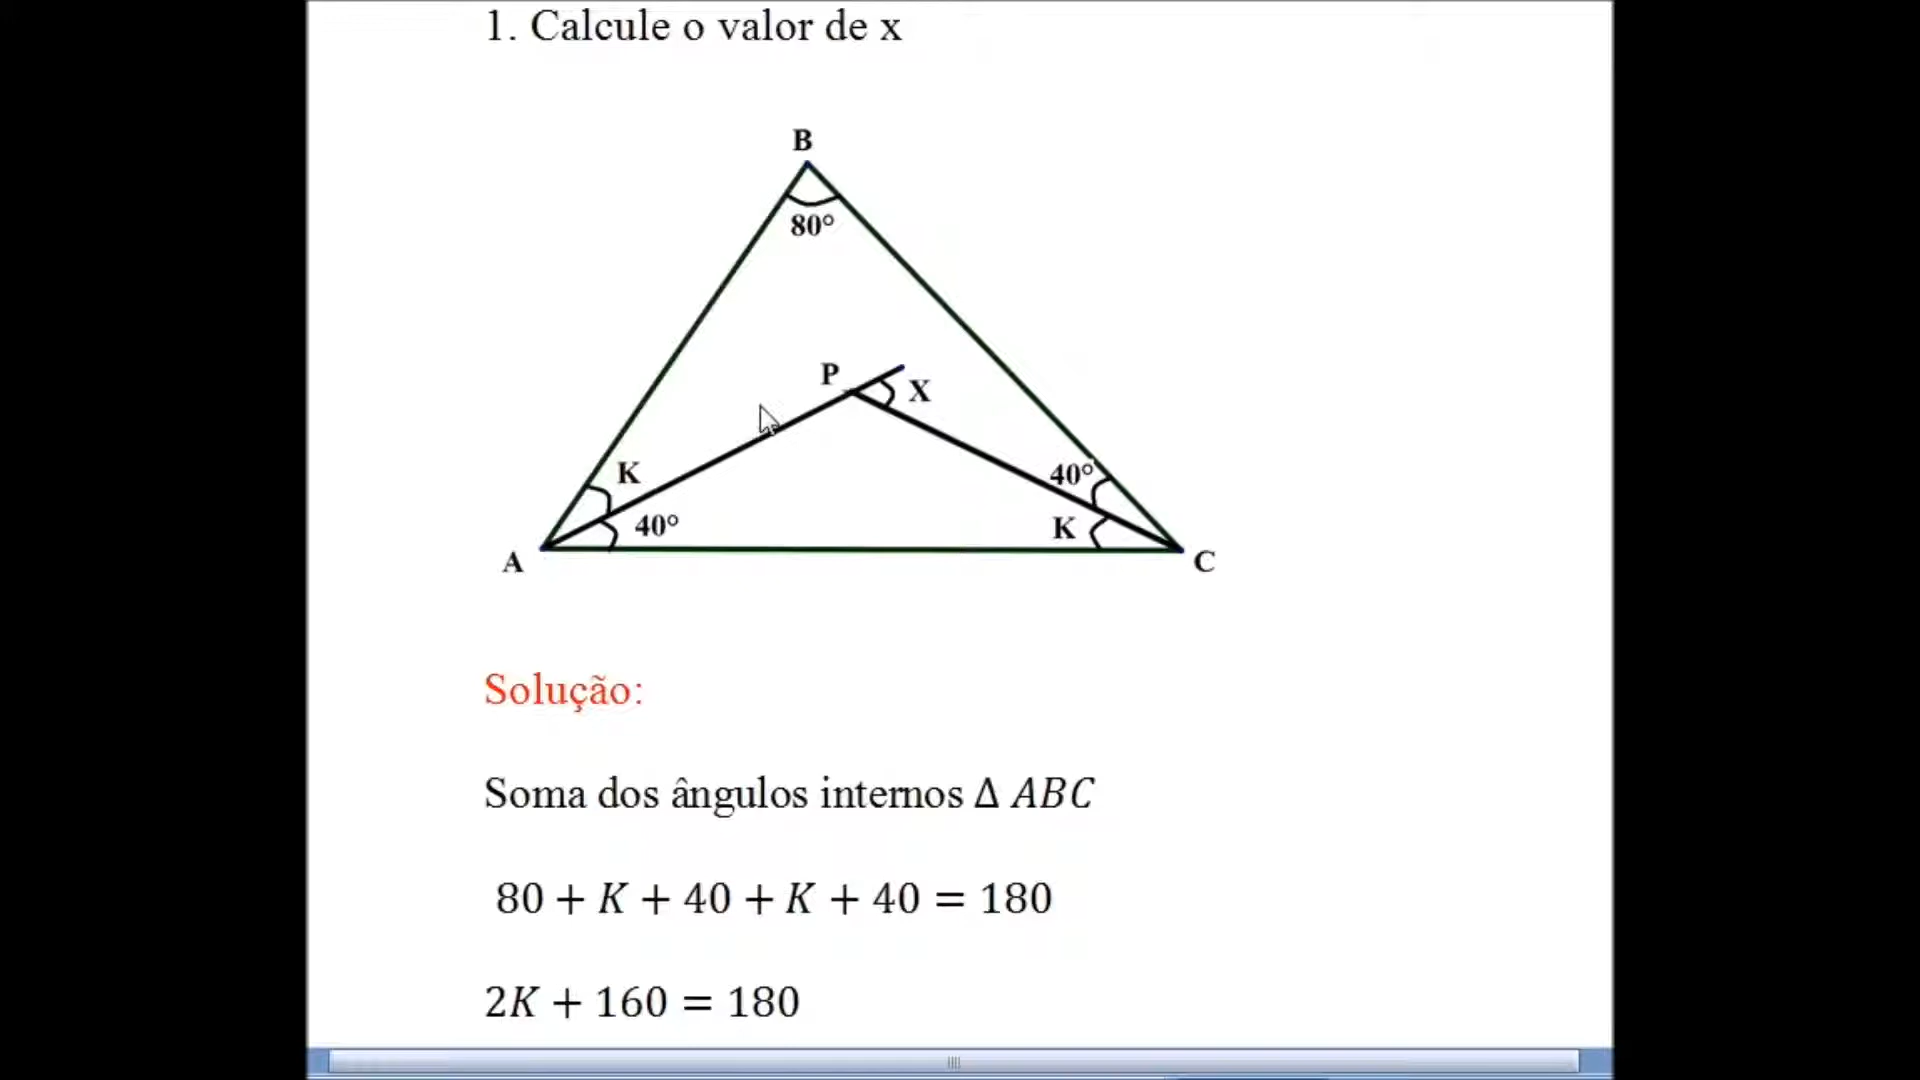 1. Calcule o valor de x
B
80°
P
X
K
40°
40°
K
A
C
Solução:
Soma dos ângulos internos Δ ABC
80 + K + 40 + K + 40 = 180
2K + 160 = 180